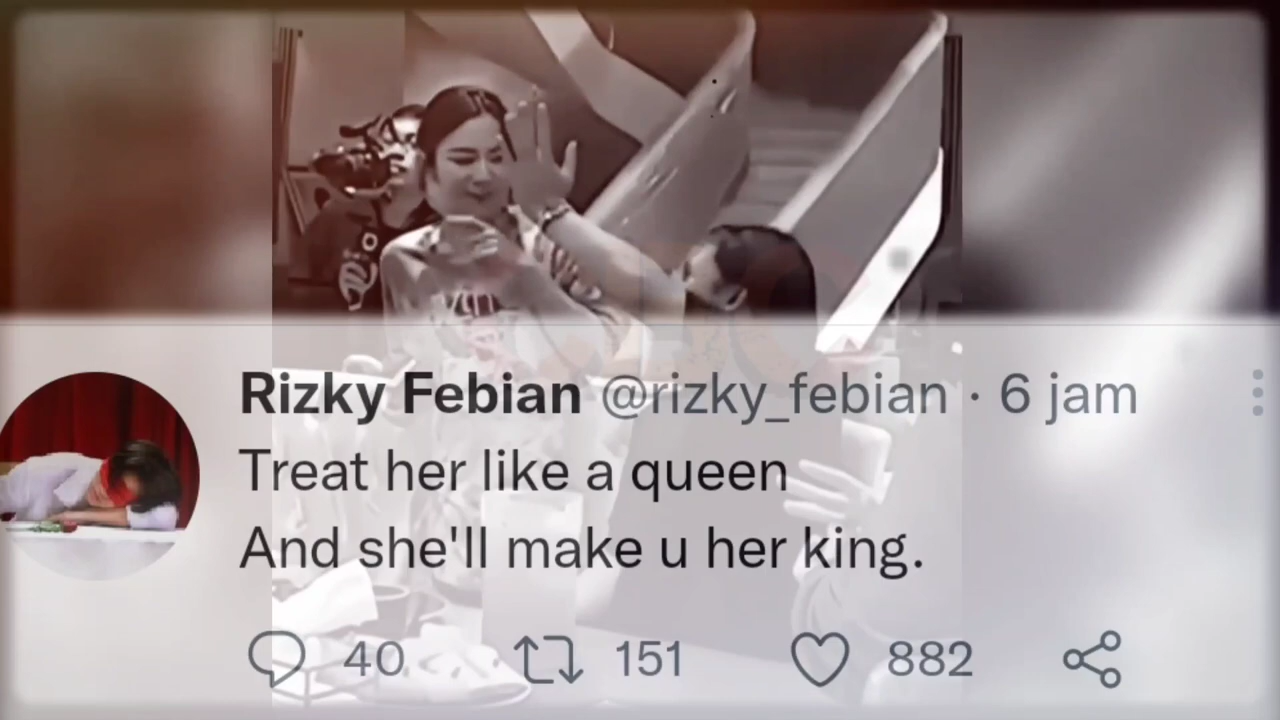 Rizky Febian @rizky_febian · 6 jam
Treat her like a queen
And she'll make u her king.
40 151 882